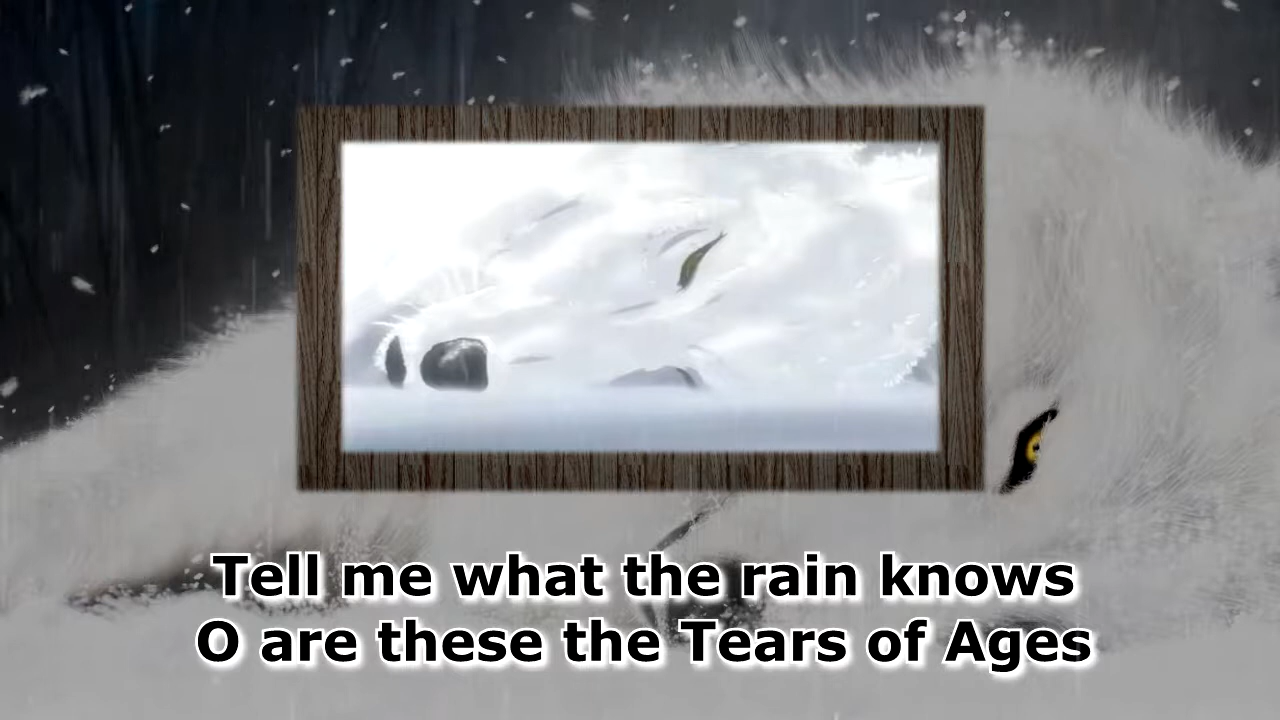 Tell me what the rain knows
O are these the Tears of Ages